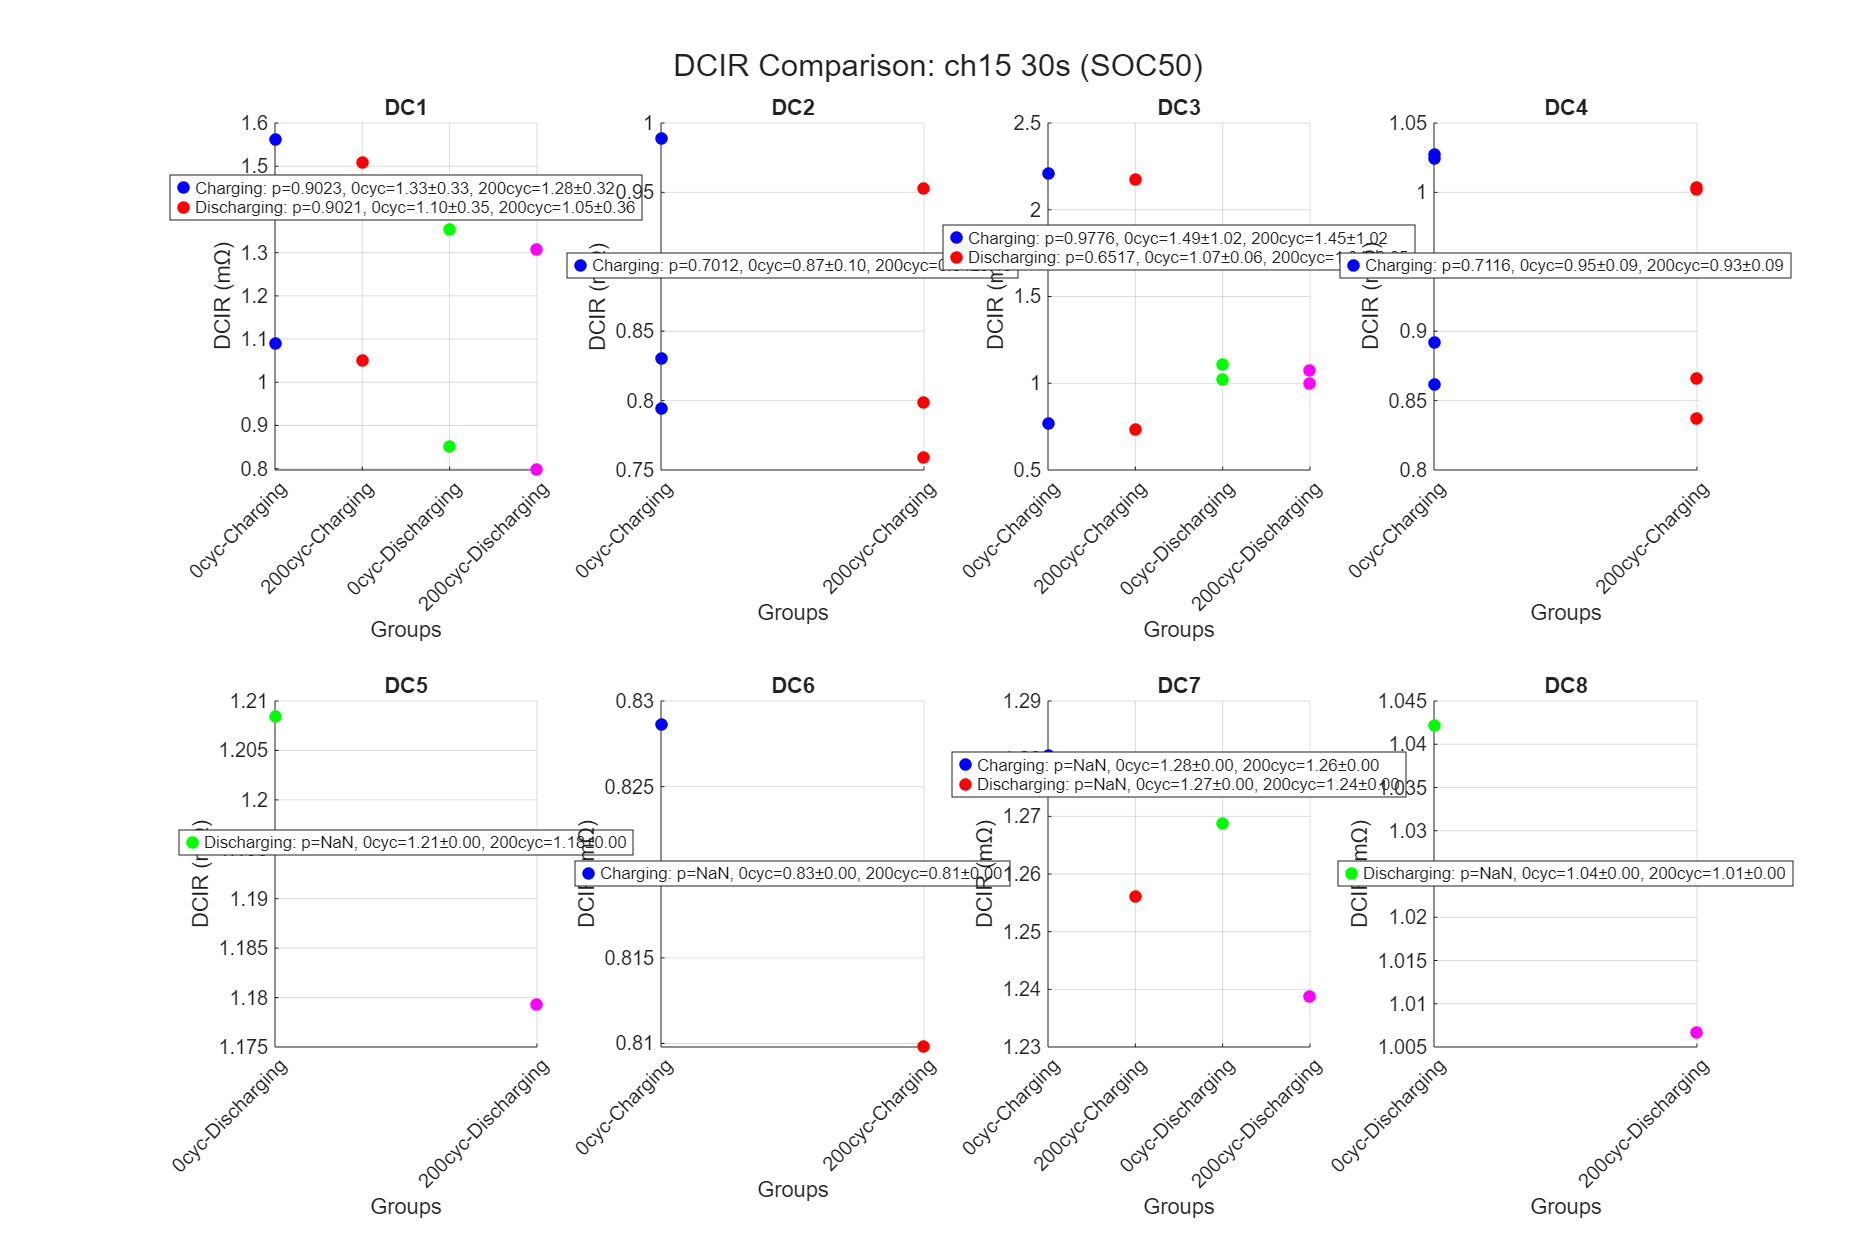 DCIR Comparison: ch15 30s (SOC50)
DC1
1.6
1.5
1.3
1.2
1.1
1
0.9
0.8
DCIR (mΩ)
Charging: p=0.9023, 0cyc=1.33±0.33, 200cyc=1.28±0.32
Discharging: p=0.9021, 0cyc=1.10±0.35, 200cyc=1.05±0.36
0cyc-Charging
200cyc-Charging
0cyc-Discharging
200cyc-Discharging
Groups
DC2
1
0.95
0.85
0.8
0.75
DCIR
Charging: p=0.7012, 0cyc=0.87±0.10,
0cyc-Charging
200cyc-Charging
Groups
DC3
2.5
2
1.5
1
0.5
DCIR
Charging: p=0.9776, 0cyc=1.49±1.02, 200cyc=1.45±1.02
Discharging: p=0.6517, 0cyc=1.07±0.06,
0cyc-Charging
200cyc-Charging
0cyc-Discharging
200cyc-Discharging
Groups
DC4
1.05
1
0.9
0.85
0.8
DCIR
Charging: p=0.7116, 0cyc=0.95±0.09, 200cyc=0.93±0.09
0cyc-Charging
200cyc-Charging
Groups
DC5
1.21
1.205
1.2
1.19
1.185
1.18
1.175
DCIR
Discharging: p=NaN, 0cyc=1.21±0.00, 200cyc=1.18±0.00
0cyc-Discharging
200cyc-Discharging
Groups
DC6
0.83
0.825
0.815
0.81
Charging: p=NaN, 0cyc=0.83±0.00, 200cyc=0.81±0.00
0cyc-Charging
200cyc-Charging
Groups
DC7
1.29
1.27
1.26
1.25
1.24
1.23
DCIR (mΩ)
Charging: p=NaN, 0cyc=1.28±0.00, 200cyc=1.26±0.00
Discharging: p=NaN, 0cyc=1.27±0.00, 200cyc=1.24±0.00
0cyc-Charging
200cyc-Charging
0cyc-Discharging
200cyc-Discharging
Groups
DC8
1.045
1.04
1.035
1.03
1.02
1.015
1.01
1.005
Discharging: p=NaN, 0cyc=1.04±0.00, 200cyc=1.01±0.00
0cyc-Discharging
200cyc-Discharging
Groups